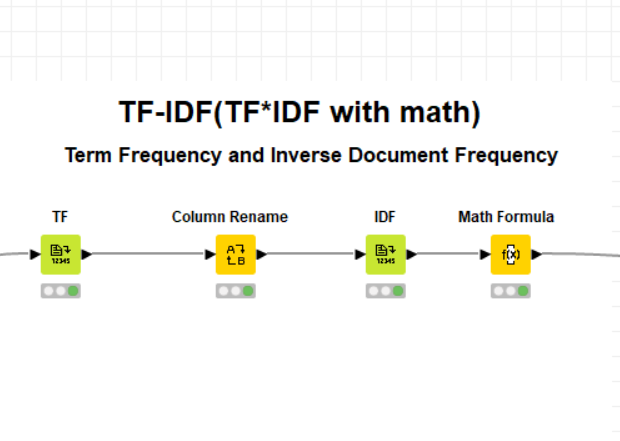 TF-IDF(TF*IDF with math)
Term Frequency and Inverse Document Frequency
TF Column Rename IDF Math Formula
12345 A B 12345 f(x)